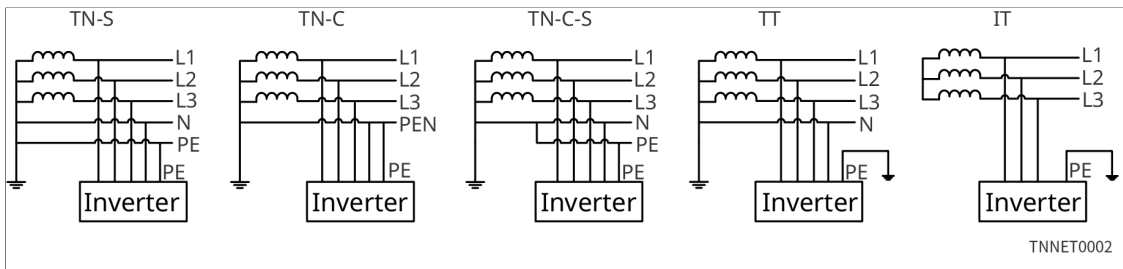 TN-S TN-C TN-C-S TT IT
L1 L1 L1 L1 L1
L2 L2 L2 L2 L2
L3 L3 L3 L3 L3
N PEN N N
PE PE
PE PE PE PE PE
Inverter Inverter Inverter Inverter Inverter
TNNET0002